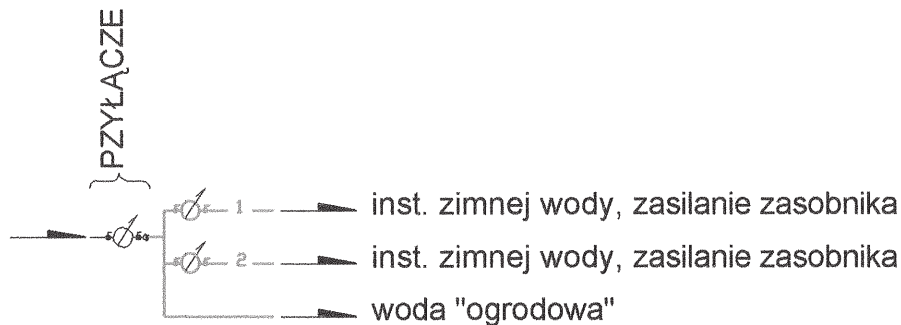 PZYŁĄCZE
1 inst. zimnej wody, zasilanie zasobnika
2 inst. zimnej wody, zasilanie zasobnika
woda "ogrodowa"